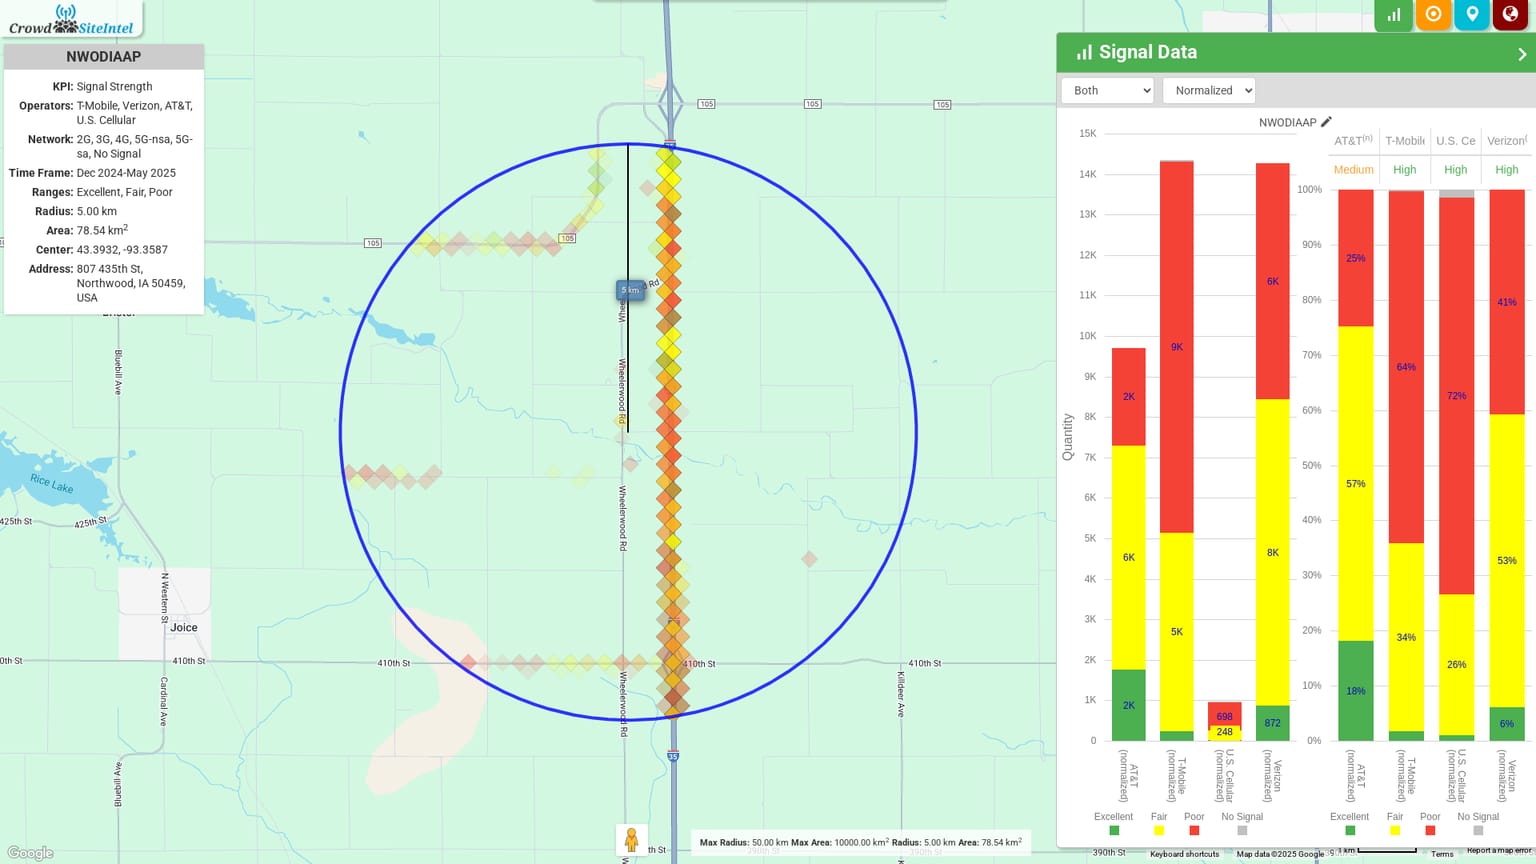 Crowd SiteIntel
NWODIAAP
KPI: Signal Strength
Operators: T-Mobile, Verizon, AT&T,
U.S. Cellular
Network: 2G, 3G, 4G, 5G-nsa, 5G-
sa, No Signal
Time Frame: Dec 2024-May 2025
Ranges: Excellent, Fair, Poor
Radius: 5.00 km
Area: 78.54 km2
Center: 43.3932, -93.3587
Address: 807 435th St,
Northwood, IA 50459,
USA
105
105
105
105
105
5 km
Wheelerwood Rd
Wheelerwood Rd
Wheelerwood Rd
Bluebill Ave
Rice Lake
425th St
425th St
N Western St
Joice
410th St
410th St
410th St
410th St
Cardinal Ave
Killdeer Ave
Bluebill Ave
35
Google
Max Radius: 50.00 km Max Area: 10000.00 km2 Radius: 5.00 km Area: 78.54 km2
390th St
Keyboard shortcuts
Map data ©2025 Google
1 km
Terms
Report a map error
Signal Data
Both
Normalized
NWODIAAP
Quantity
15K
14K
13K
12K
11K
10K
9K
8K
7K
6K
5K
4K
3K
2K
1K
0
2K
6K
2K
9K
5K
698
248
6K
8K
872
AT&T (normalized)
T-Mobile (normalized)
U.S. Cellular (normalized)
Verizon (normalized)
Excellent Fair Poor No Signal
AT&T(n) T-Mobile U.S. Ce Verizon(
Medium High High High
100%
90%
80%
70%
60%
50%
40%
30%
20%
10%
0%
25%
57%
18%
64%
34%
72%
26%
41%
53%
6%
AT&T (normalized)
T-Mobile (normalized)
U.S. Cellular (normalized)
Verizon (normalized)
Excellent Fair Poor No Signal